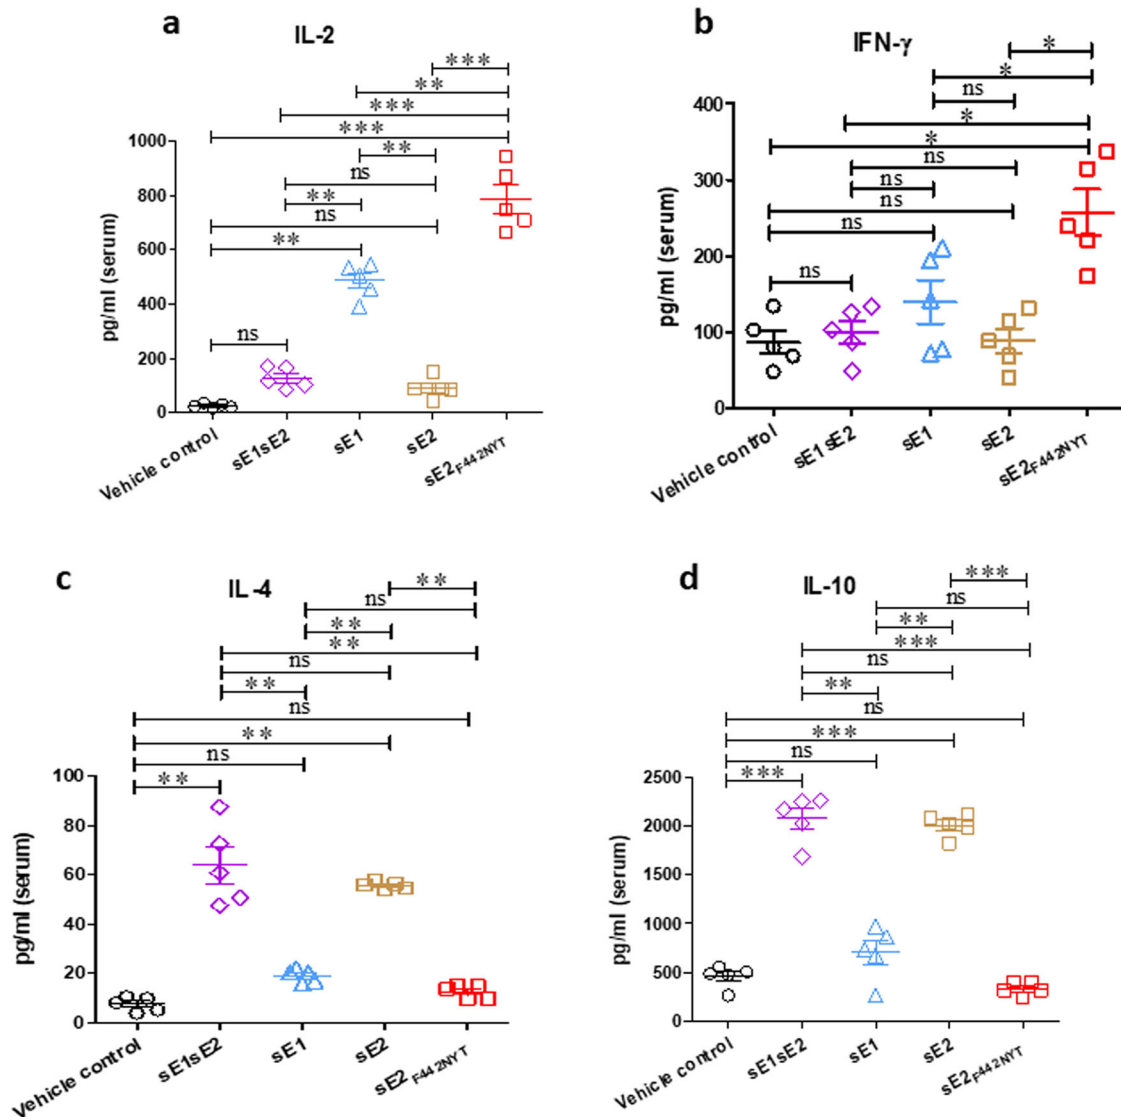 a
IL-2
***
**
***
***
**
ns
**
ns
**
ns
1000
800
600
400
200
0
pg/ml (serum)
Vehicle control
sE1sE2
sE1
sE2
sE2F442NYT
b
IFN-γ
*
*
ns
*
*
ns
ns
ns
ns
ns
400
300
200
100
0
pg/ml (serum)
Vehicle control
sE1sE2
sE1
sE2
sE2F442NYT
c
IL-4
**
ns
**
**
ns
**
ns
**
ns
**
100
80
60
40
20
0
pg/ml (serum)
Vehicle control
sE1sE2
sE1
sE2
sE2F442NYT
d
IL-10
***
ns
**
***
ns
**
ns
***
ns
***
2500
2000
1500
1000
500
0
pg/ml (serum)
Vehicle control
sE1sE2
sE1
sE2
sE2F442NYT